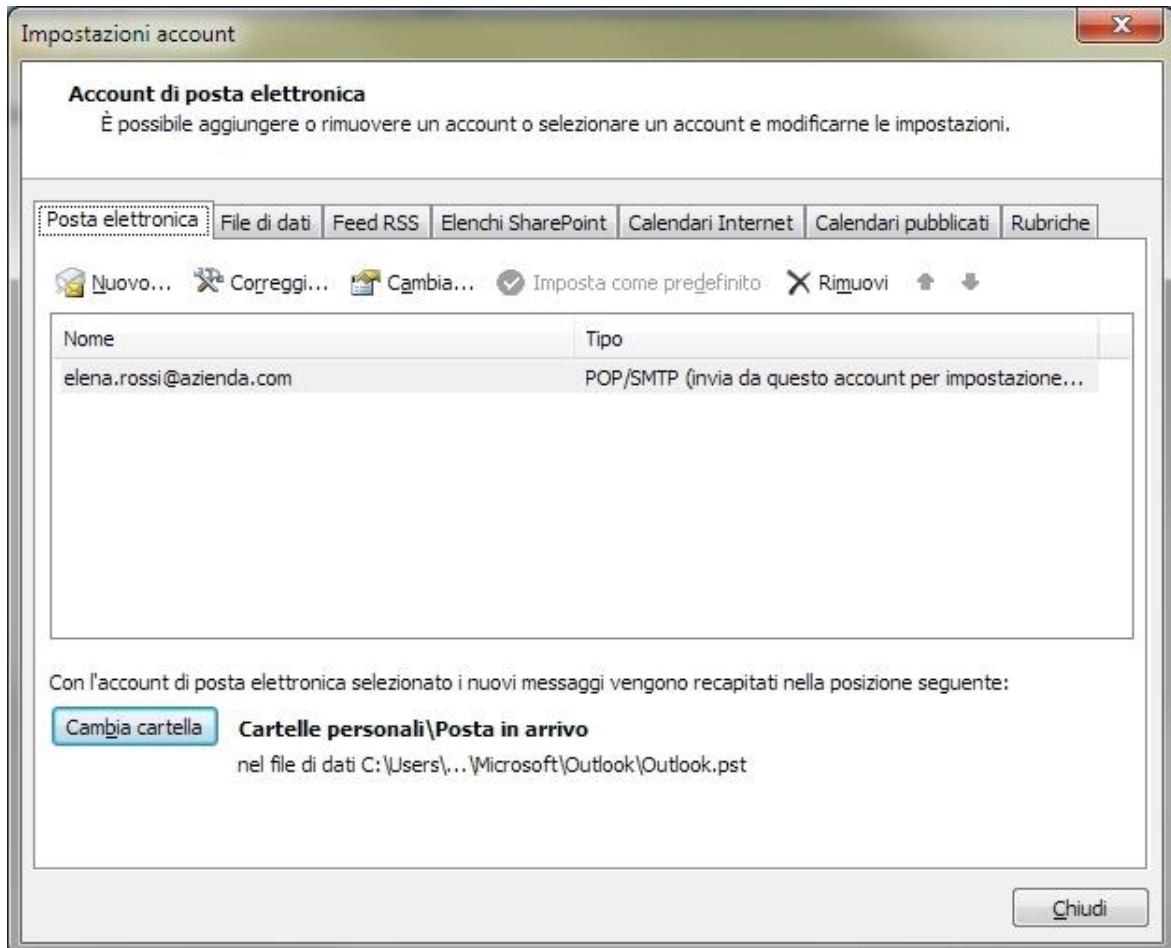 Impostazioni account
Account di posta elettronica
È possibile aggiungere o rimuovere un account o selezionare un account e modificarne le impostazioni.
Posta elettronica File di dati Feed RSS Elenchi SharePoint Calendari Internet Calendari pubblicati Rubriche
Nuovo... Correggi... Cambia... Imposta come predefinito Rimuovi
Nome Tipo
elena.rossi@azienda.com POP/SMTP (invia da questo account per impostazione...
Con l'account di posta elettronica selezionato i nuovi messaggi vengono recapitati nella posizione seguente:
Cambia cartella Cartelle personali\Posta in arrivo
nel file di dati C:\Users\...\Microsoft\Outlook\Outlook.pst
Chiudi